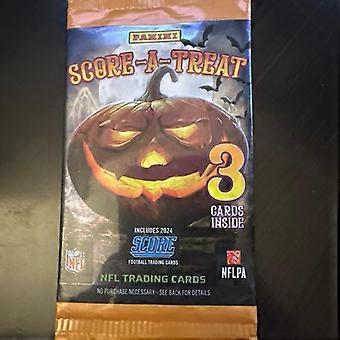 PANINI
SCORE-A-TREAT
3
CARDS
INSIDE
INCLUDES 2024
SCORE
FOOTBALL TRADING CARDS
NFL
NFLPA
NFL TRADING CARDS
NO PURCHASE NECESSARY - SEE BACK FOR DETAILS